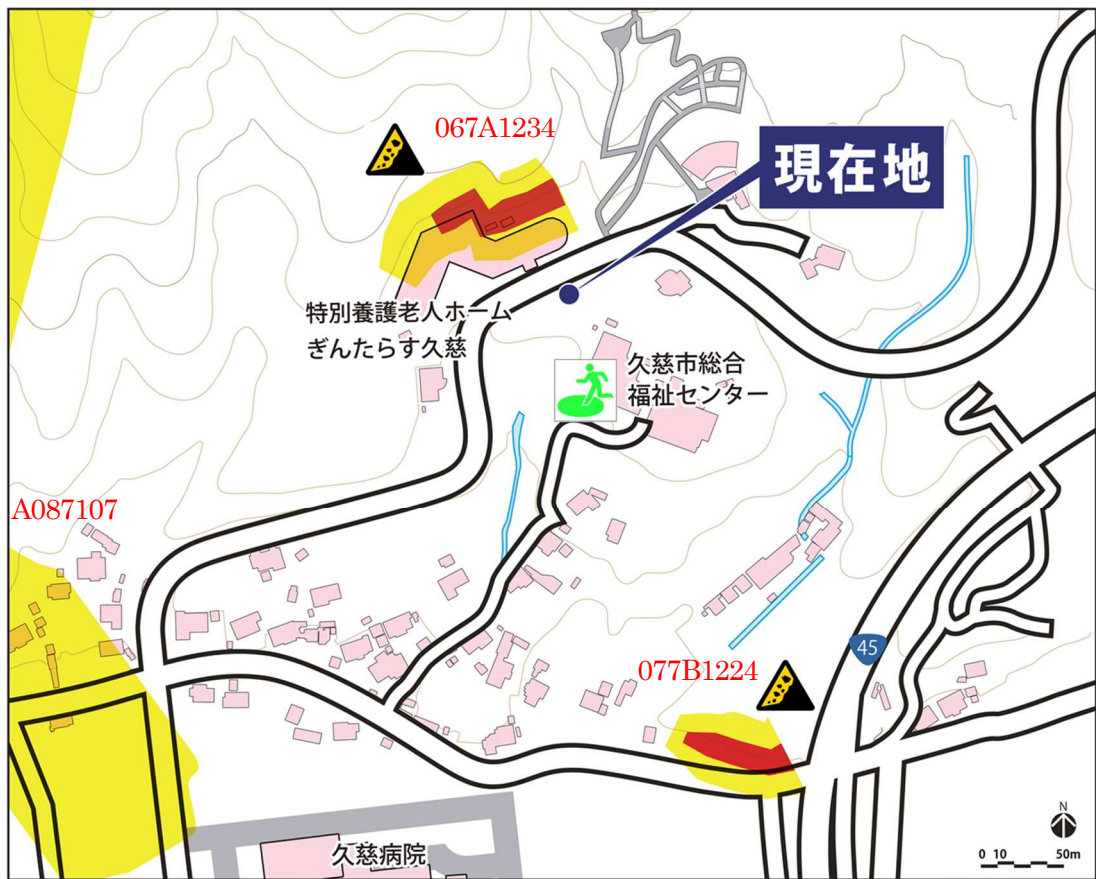 067A1234
現在地
特別養護老人ホーム
ぎんたらす久慈
久慈市総合
福祉センター
A087107
45
077B1224
久慈病院
N
0 10 50m